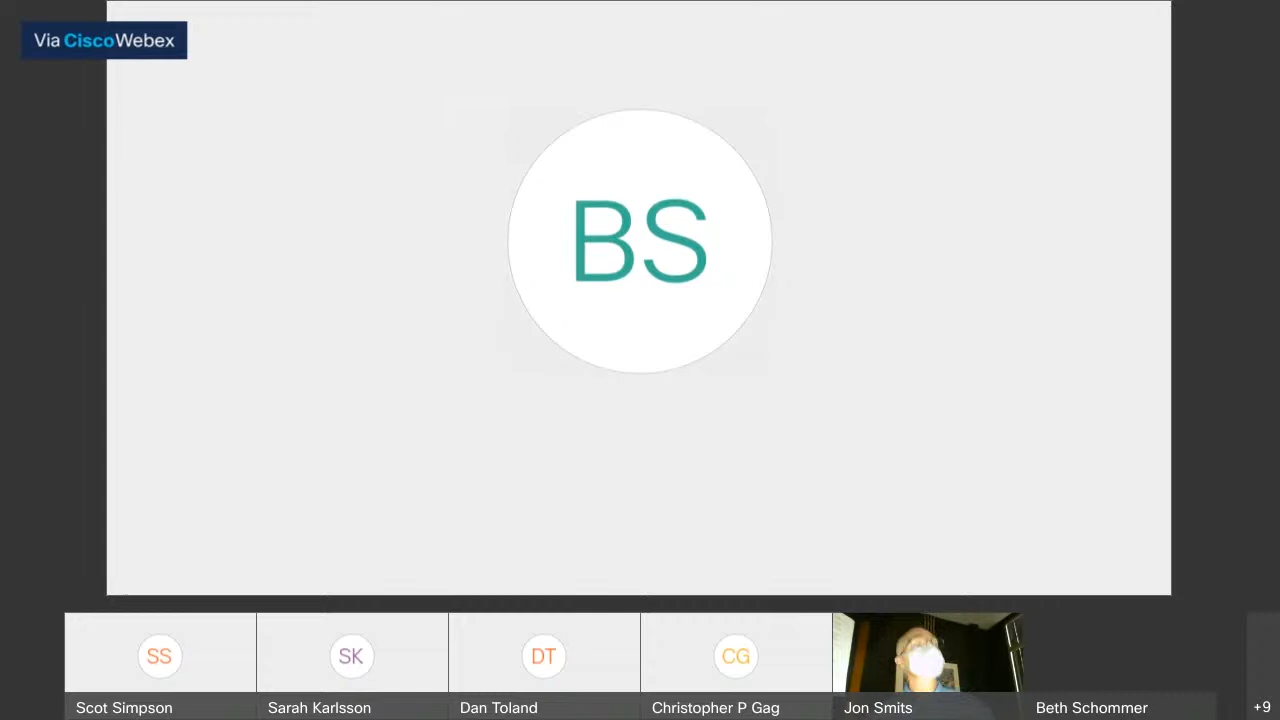 Via CiscoWebex
BS
SS
SK
DT
CG
Scot Simpson
Sarah Karlsson
Dan Toland
Christopher P Gag
Jon Smits
Beth Schommer
+9